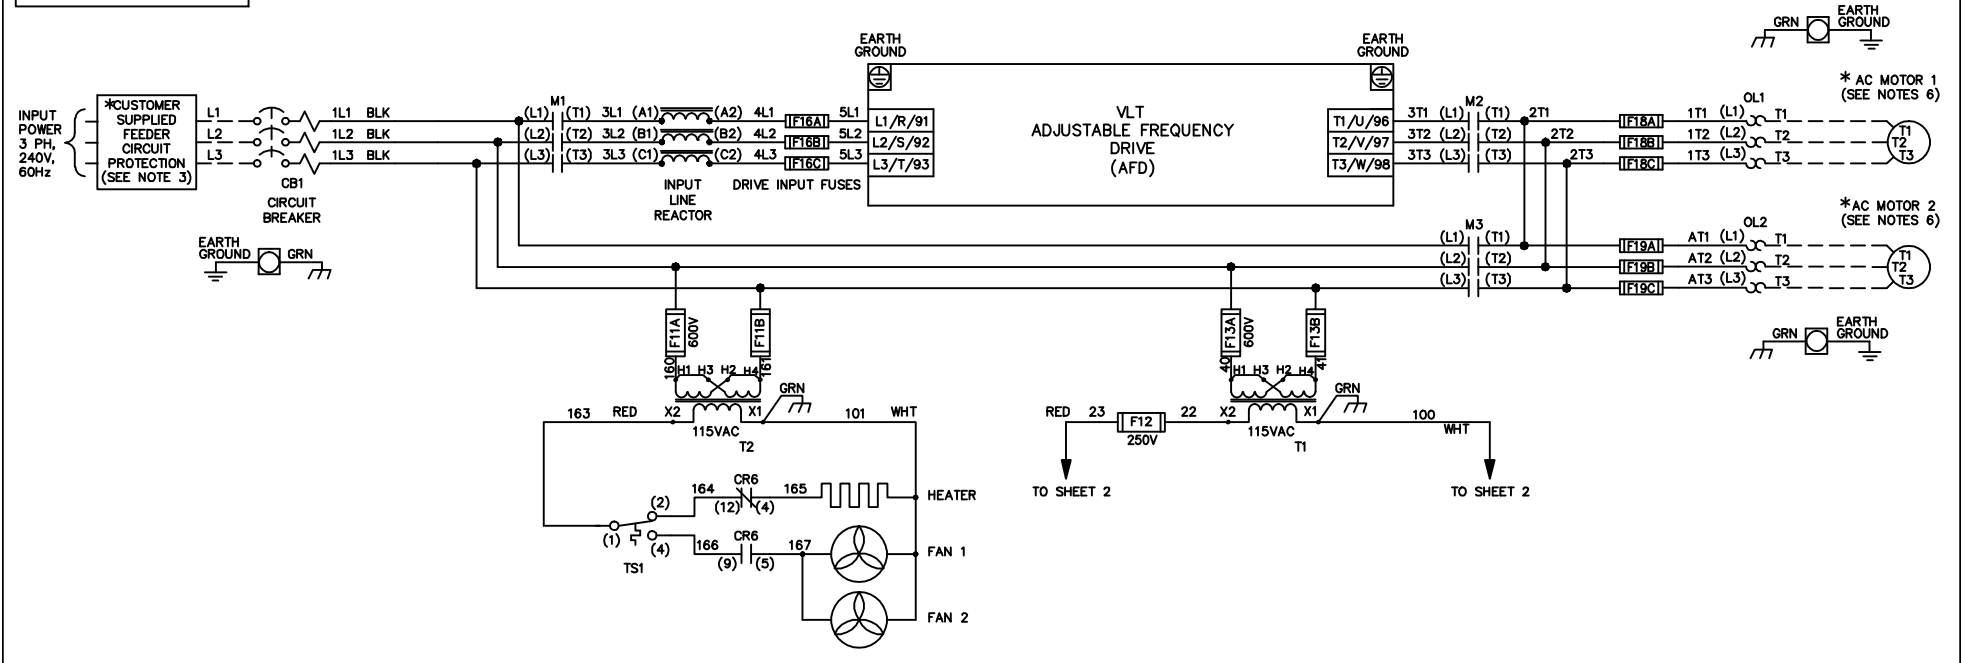 EARTH
GROUND
EARTH
GROUND
GRN
EARTH
GROUND
INPUT
POWER
3 PH,
240V,
60Hz
*CUSTOMER
SUPPLIED
FEEDER
CIRCUIT
PROTECTION
(SEE NOTE 3)
L1
L2
L3
CB1
CIRCUIT
BREAKER
1L1 BLK
1L2 BLK
1L3 BLK
M1
(L1) (T1) 3L1 (A1) (A2) 4L1 F16A 5L1
(L2) (T2) 3L2 (B1) (B2) 4L2 F16B 5L2
(L3) (T3) 3L3 (C1) (C2) 4L3 F16C 5L3
INPUT
LINE
REACTOR
DRIVE INPUT FUSES
L1/R/91
L2/S/92
L3/T/93
VLT
ADJUSTABLE FREQUENCY
DRIVE
(AFD)
T1/U/96
T2/V/97
T3/W/98
M2
3T1 (L1) (T1) 2T1
3T2 (L2) (T2) 2T2
3T3 (L3) (T3) 2T3
OL1
F18A 1T1 (L1) T1
F18B 1T2 (L2) T2
F18C 1T3 (L3) T3
* AC MOTOR 1
(SEE NOTES 6)
T1
T2
T3
EARTH
GROUND
GRN
M3
(L1) (T1)
(L2) (T2)
(L3) (T3)
OL2
F19A AT1 (L1) T1
F19B AT2 (L2) T2
F19C AT3 (L3) T3
*AC MOTOR 2
(SEE NOTES 6)
T1
T2
T3
GRN
EARTH
GROUND
F11A
600V
F11B
160
161
H1 H3 H2 H4
GRN
163 RED X2 X1 101 WHT
115VAC
T2
F13A
600V
F13B
40
41
H1 H3 H2 H4
GRN
RED 23 F12 22 X2 X1 100
WHT
250V
115VAC
T1
TO SHEET 2
TO SHEET 2
CR6
164 165
(12) (4)
HEATER
(2)
(1)
(4)
TS1
CR6
166 167
(9) (5)
FAN 1
FAN 2